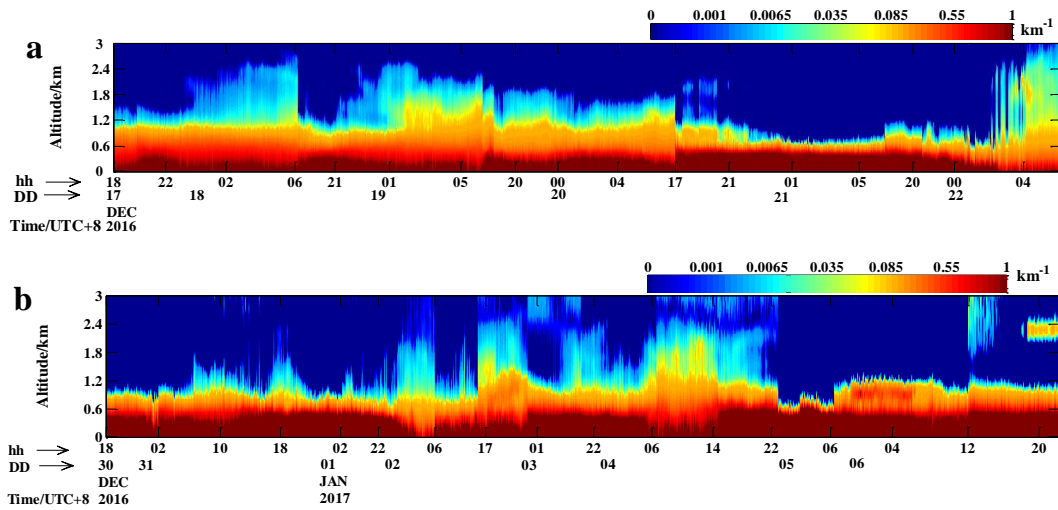 0 0.001 0.0065 0.035 0.085 0.55 1
km-1
a
3
2.4
1.8
1.2
0.6
0
Altitude/km
hh 18 22 02 06 21 01 05 20 00 04 17 21 01 05 20 00 04
DD 17 18 19 20 21 22
DEC
Time/UTC+8 2016
0 0.001 0.0065 0.035 0.085 0.55 1
km-1
b
3
2.4
1.8
1.2
0.6
0
Altitude/km
hh 18 02 10 18 02 22 06 17 01 22 06 14 22 06 04 12 20
DD 30 31 01 02 03 04 05 06
DEC JAN
Time/UTC+8 2016 2017